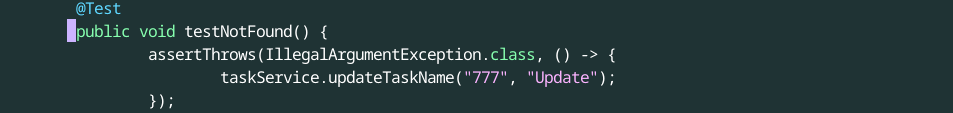 @Test
public void testNotFound() {
assertThrows(IllegalArgumentException.class, () -> {
taskService.updateTaskName("777", "Update");
});